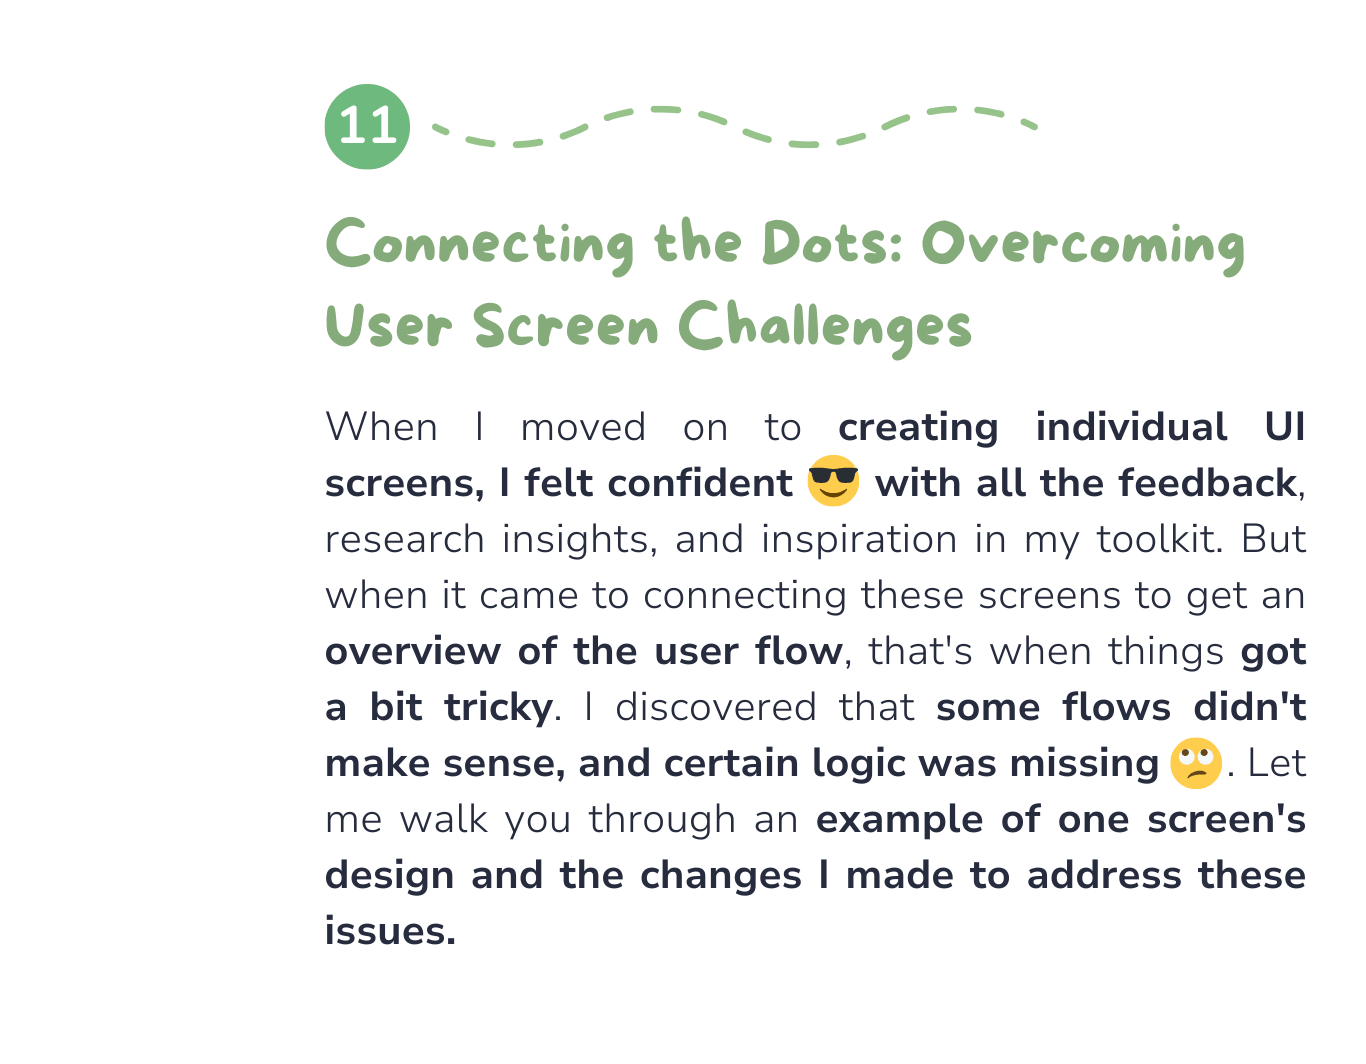 11
Connecting the Dots: Overcoming
User Screen Challenges
When I moved on to creating individual UI
screens, I felt confident 😎 with all the feedback,
research insights, and inspiration in my toolkit. But
when it came to connecting these screens to get an
overview of the user flow, that's when things got
a bit tricky. I discovered that some flows didn't
make sense, and certain logic was missing 🙄. Let
me walk you through an example of one screen's
design and the changes I made to address these
issues.